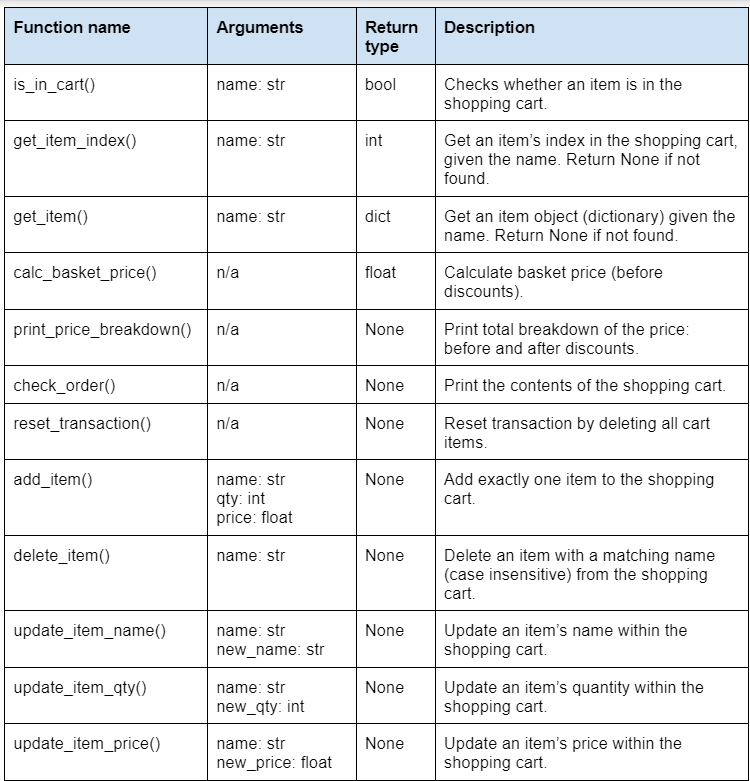 Function name Arguments Return type Description
is_in_cart() name: str bool Checks whether an item is in the
shopping cart.
get_item_index() name: str int Get an item’s index in the shopping cart,
given the name. Return None if not
found.
get_item() name: str dict Get an item object (dictionary) given the
name. Return None if not found.
calc_basket_price() n/a float Calculate basket price (before
discounts).
print_price_breakdown() n/a None Print total breakdown of the price:
before and after discounts.
check_order() n/a None Print the contents of the shopping cart.
reset_transaction() n/a None Reset transaction by deleting all cart
items.
add_item() name: str None Add exactly one item to the shopping
qty: int cart.
price: float
delete_item() name: str None Delete an item with a matching name
(case insensitive) from the shopping
cart.
update_item_name() name: str None Update an item’s name within the
new_name: str shopping cart.
update_item_qty() name: str None Update an item’s quantity within the
new_qty: int shopping cart.
update_item_price() name: str None Update an item’s price within the
new_price: float shopping cart.